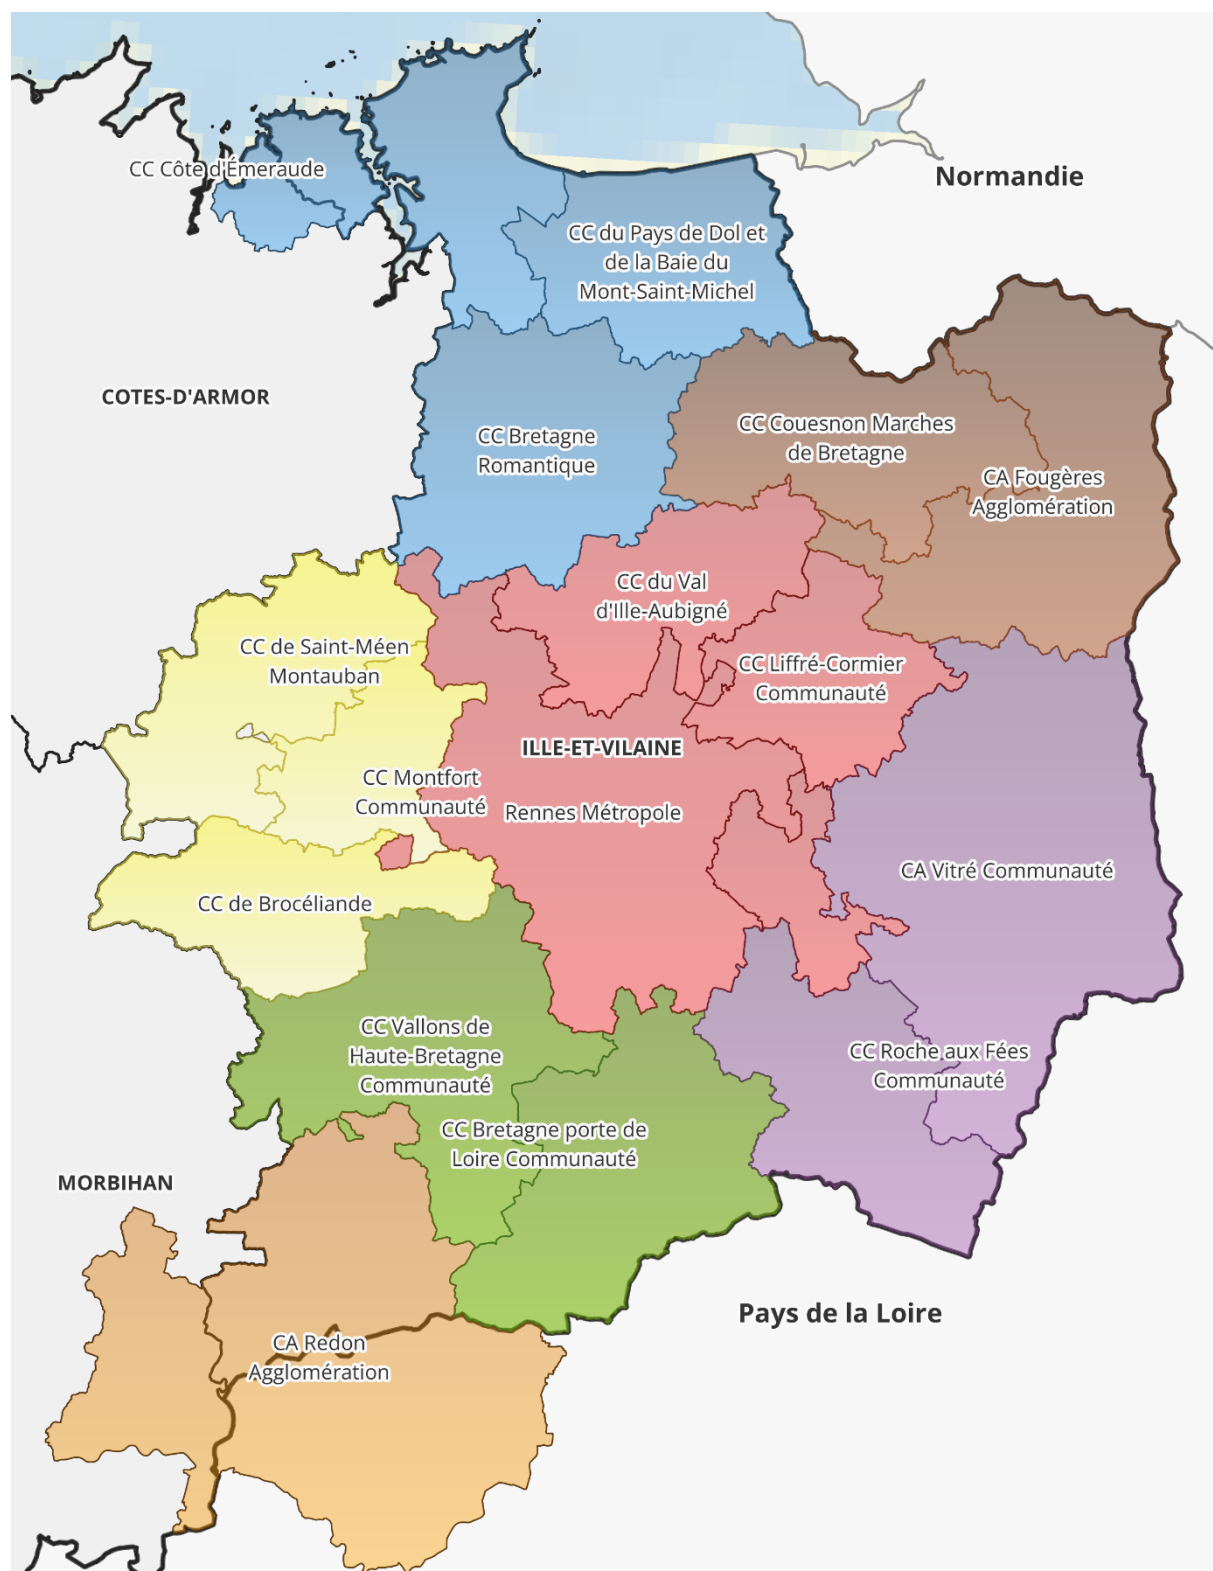 CC Côte d'Émeraude
Normandie
CC du Pays de Dol et
de la Baie du
Mont-Saint-Michel
COTES-D'ARMOR
CC Bretagne
Romantique
CC Couesnon Marches
de Bretagne
CA Fougères
Agglomération
CC du Val
d'Ille-Aubigné
CC de Saint-Méen
Montauban
CC Liffré-Cormier
Communauté
ILLE-ET-VILAINE
CC Montfort
Communauté
Rennes Métropole
CA Vitré Communauté
CC de Brocéliande
CC Vallons de
Haute-Bretagne
Communauté
CC Roche aux Fées
Communauté
CC Bretagne porte de
Loire Communauté
MORBIHAN
Pays de la Loire
CA Redon
Agglomération